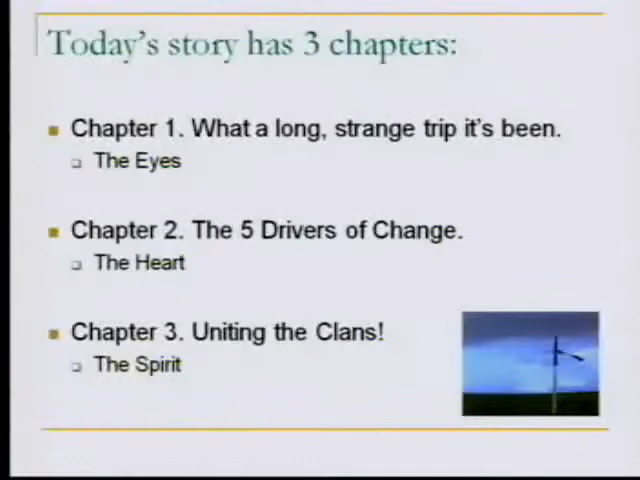 Today's story has 3 chapters:
Chapter 1. What a long, strange trip it's been.
The Eyes
Chapter 2. The 5 Drivers of Change.
The Heart
Chapter 3. Uniting the Clans!
The Spirit